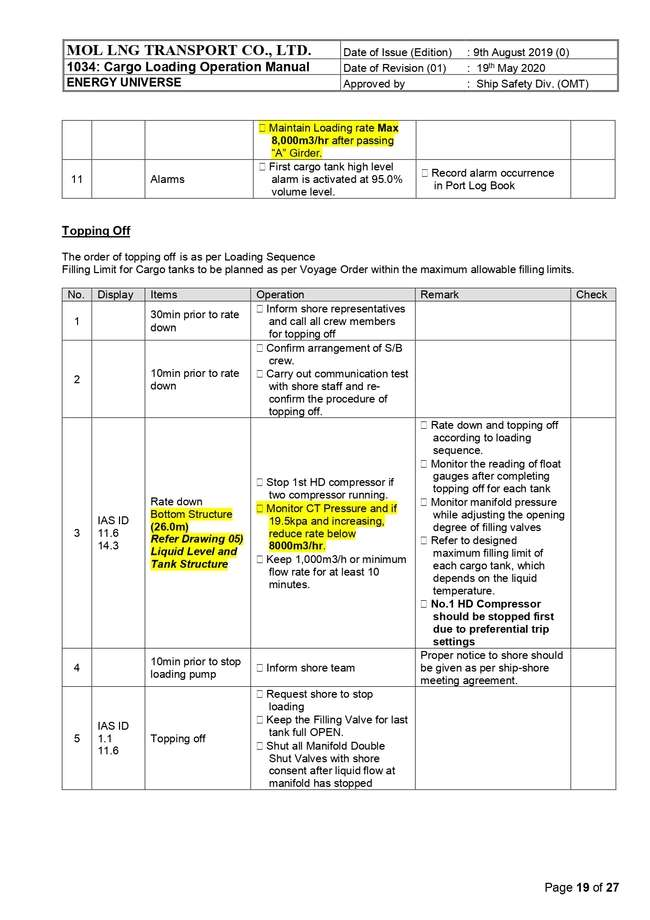 MOL LNG TRANSPORT CO., LTD.
Date of Issue (Edition) : 9th August 2019 (0)
1034: Cargo Loading Operation Manual
Date of Revision (01) : 19th May 2020
ENERGY UNIVERSE
Approved by : Ship Safety Div. (OMT)
□ Maintain Loading rate Max
8,000m3/hr after passing
“A” Girder.
11
Alarms
□ First cargo tank high level
alarm is activated at 95.0%
volume level.
□ Record alarm occurrence
in Port Log Book
Topping Off
The order of topping off is as per Loading Sequence
Filling Limit for Cargo tanks to be planned as per Voyage Order within the maximum allowable filling limits.
No. Display Items Operation Remark Check
1
30min prior to rate
down
□ Inform shore representatives
and call all crew members
for topping off
2
10min prior to rate
down
□ Confirm arrangement of S/B
crew.
□ Carry out communication test
with shore staff and re-
confirm the procedure of
topping off.
3
IAS ID
11.6
14.3
Rate down
Bottom Structure
(26.0m)
Refer Drawing 05)
Liquid Level and
Tank Structure
□ Stop 1st HD compressor if
two compressor running.
□ Monitor CT Pressure and if
19.5kpa and increasing,
reduce rate below
8000m3/hr.
□ Keep 1,000m3/h or minimum
flow rate for at least 10
minutes.
□ Rate down and topping off
according to loading
sequence.
□ Monitor the reading of float
gauges after completing
topping off for each tank
□ Monitor manifold pressure
while adjusting the opening
degree of filling valves
□ Refer to designed
maximum filling limit of
each cargo tank, which
depends on the liquid
temperature.
□ No.1 HD Compressor
should be stopped first
due to preferential trip
settings
4
10min prior to stop
loading pump
□ Inform shore team
Proper notice to shore should
be given as per ship-shore
meeting agreement.
5
IAS ID
1.1
11.6
Topping off
□ Request shore to stop
loading
□ Keep the Filling Valve for last
tank full OPEN.
□ Shut all Manifold Double
Shut Valves with shore
consent after liquid flow at
manifold has stopped
Page 19 of 27